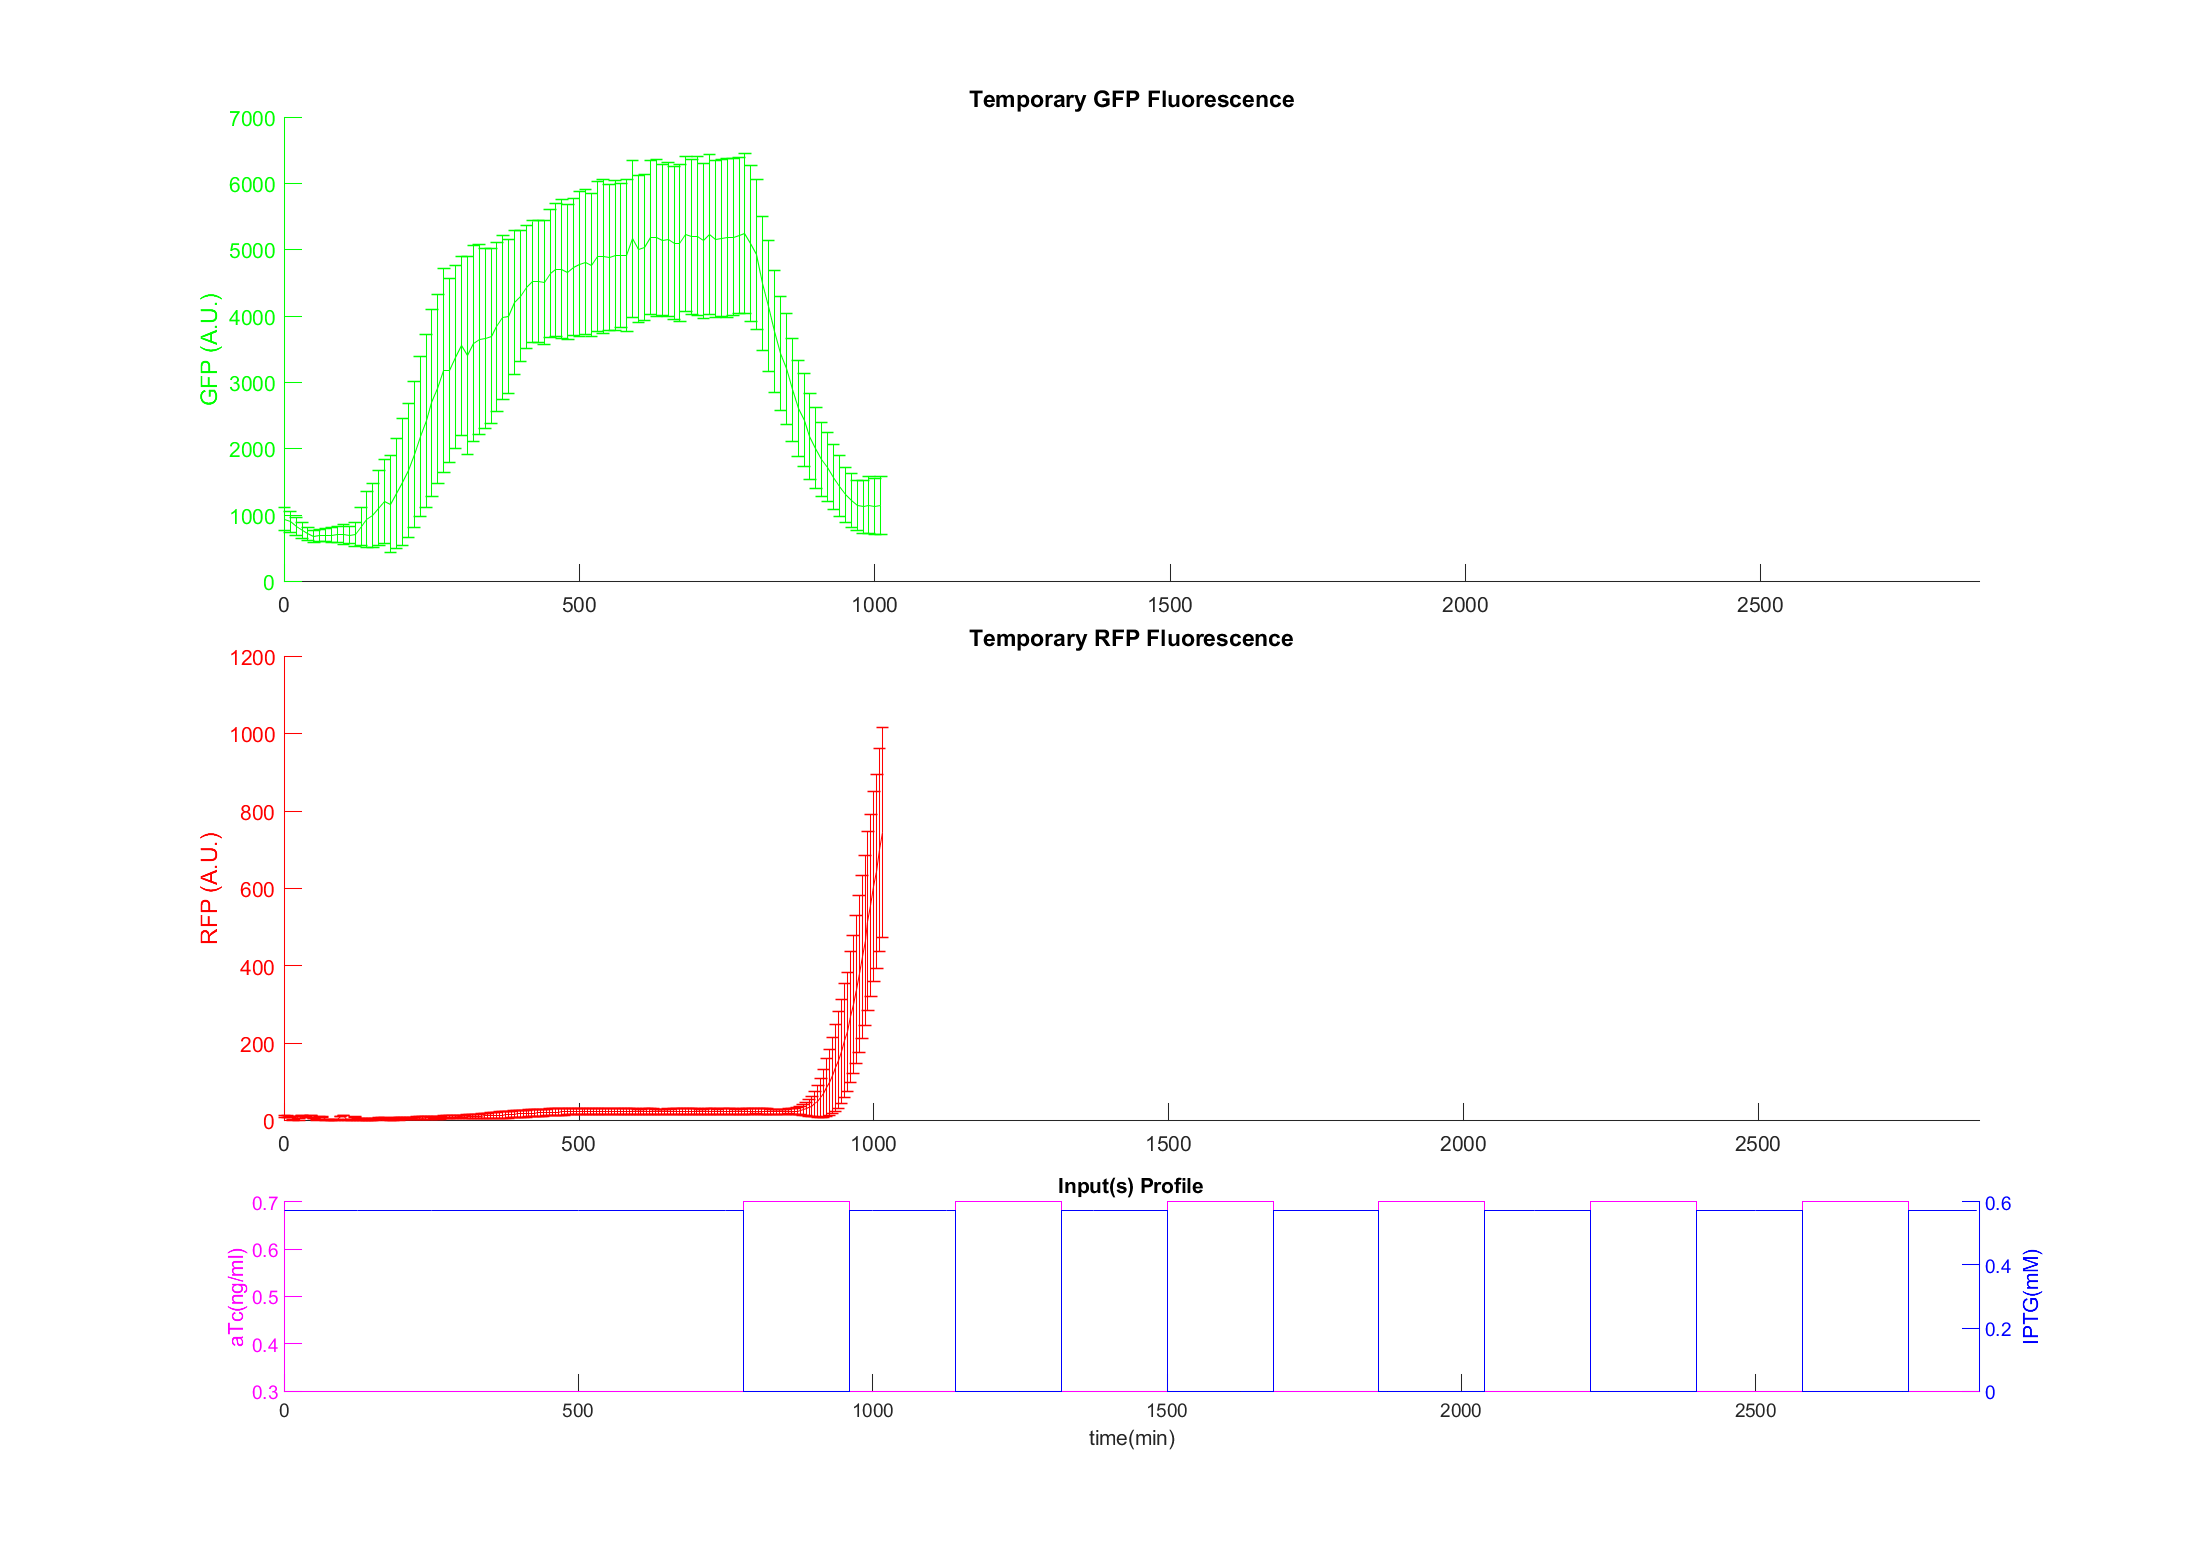 Temporary GFP Fluorescence
7000
6000
5000
4000
3000
2000
1000
0
GFP (A.U.)
0 500 1000 1500 2000 2500
Temporary RFP Fluorescence
1200
1000
800
600
400
200
0
RFP (A.U.)
0 500 1000 1500 2000 2500
Input(s) Profile
0.7
0.6
0.5
0.4
0.3
aTc(ng/ml)
0.6
0.4
0.2
0
IPTG(mM)
0 500 1000 1500 2000 2500
time(min)